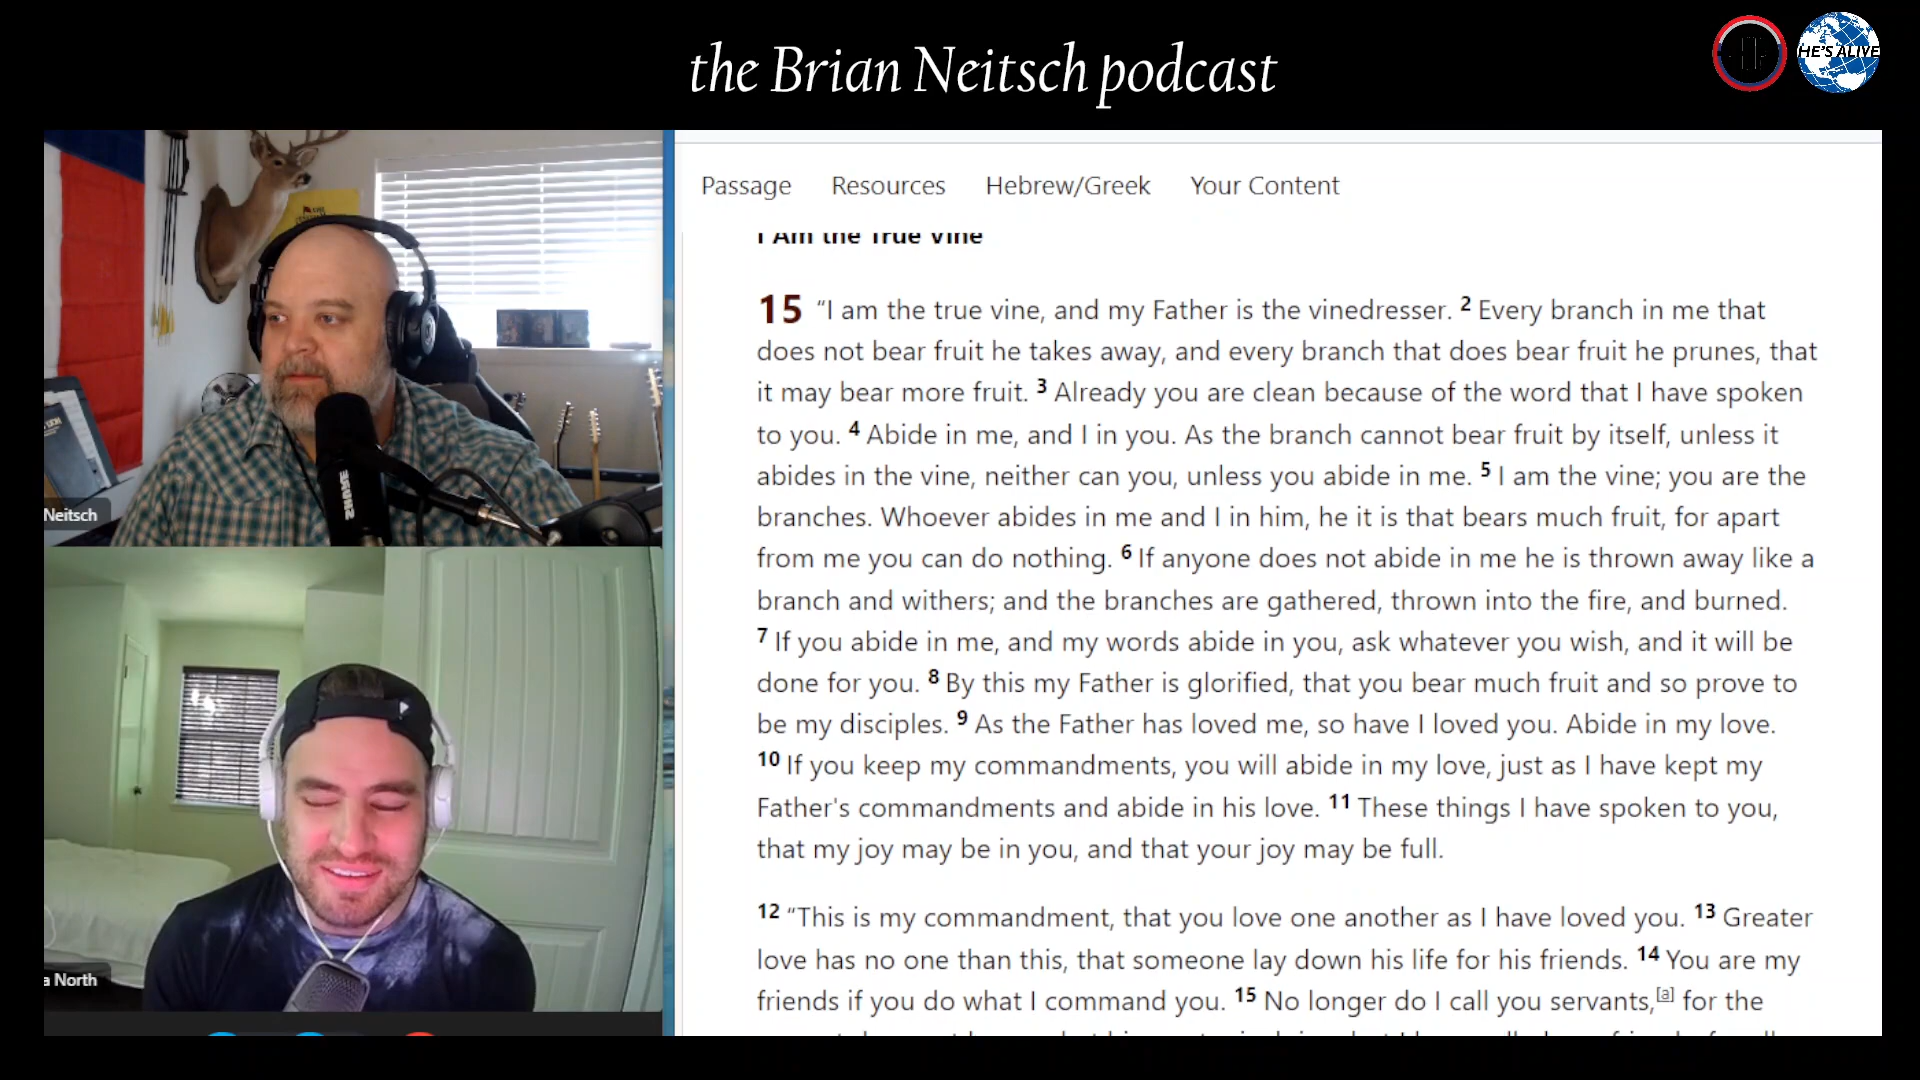 the Brian Neitsch podcast
HE'S ALIVE
Passage Resources Hebrew/Greek Your Content
I Am the True Vine
15 “I am the true vine, and my Father is the vinedresser. 2 Every branch in me that
does not bear fruit he takes away, and every branch that does bear fruit he prunes, that
it may bear more fruit. 3 Already you are clean because of the word that I have spoken
to you. 4 Abide in me, and I in you. As the branch cannot bear fruit by itself, unless it
abides in the vine, neither can you, unless you abide in me. 5 I am the vine; you are the
branches. Whoever abides in me and I in him, he it is that bears much fruit, for apart
from me you can do nothing. 6 If anyone does not abide in me he is thrown away like a
branch and withers; and the branches are gathered, thrown into the fire, and burned.
7 If you abide in me, and my words abide in you, ask whatever you wish, and it will be
done for you. 8 By this my Father is glorified, that you bear much fruit and so prove to
be my disciples. 9 As the Father has loved me, so have I loved you. Abide in my love.
10 If you keep my commandments, you will abide in my love, just as I have kept my
Father's commandments and abide in his love. 11 These things I have spoken to you,
that my joy may be in you, and that your joy may be full.
12 “This is my commandment, that you love one another as I have loved you. 13 Greater
love has no one than this, that someone lay down his life for his friends. 14 You are my
friends if you do what I command you. 15 No longer do I call you servants,[a] for the
Neitsch
SHURE
a North